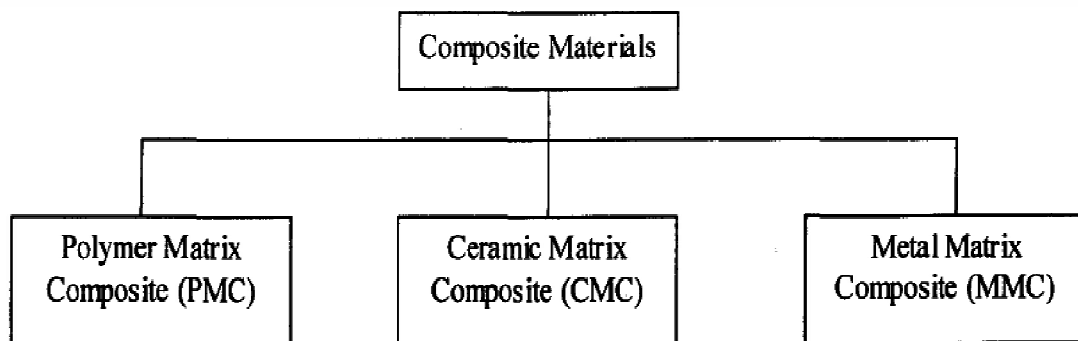 Composite Materials
Polymer Matrix
Composite (PMC)
Ceramic Matrix
Composite (CMC)
Metal Matrix
Composite (MMC)